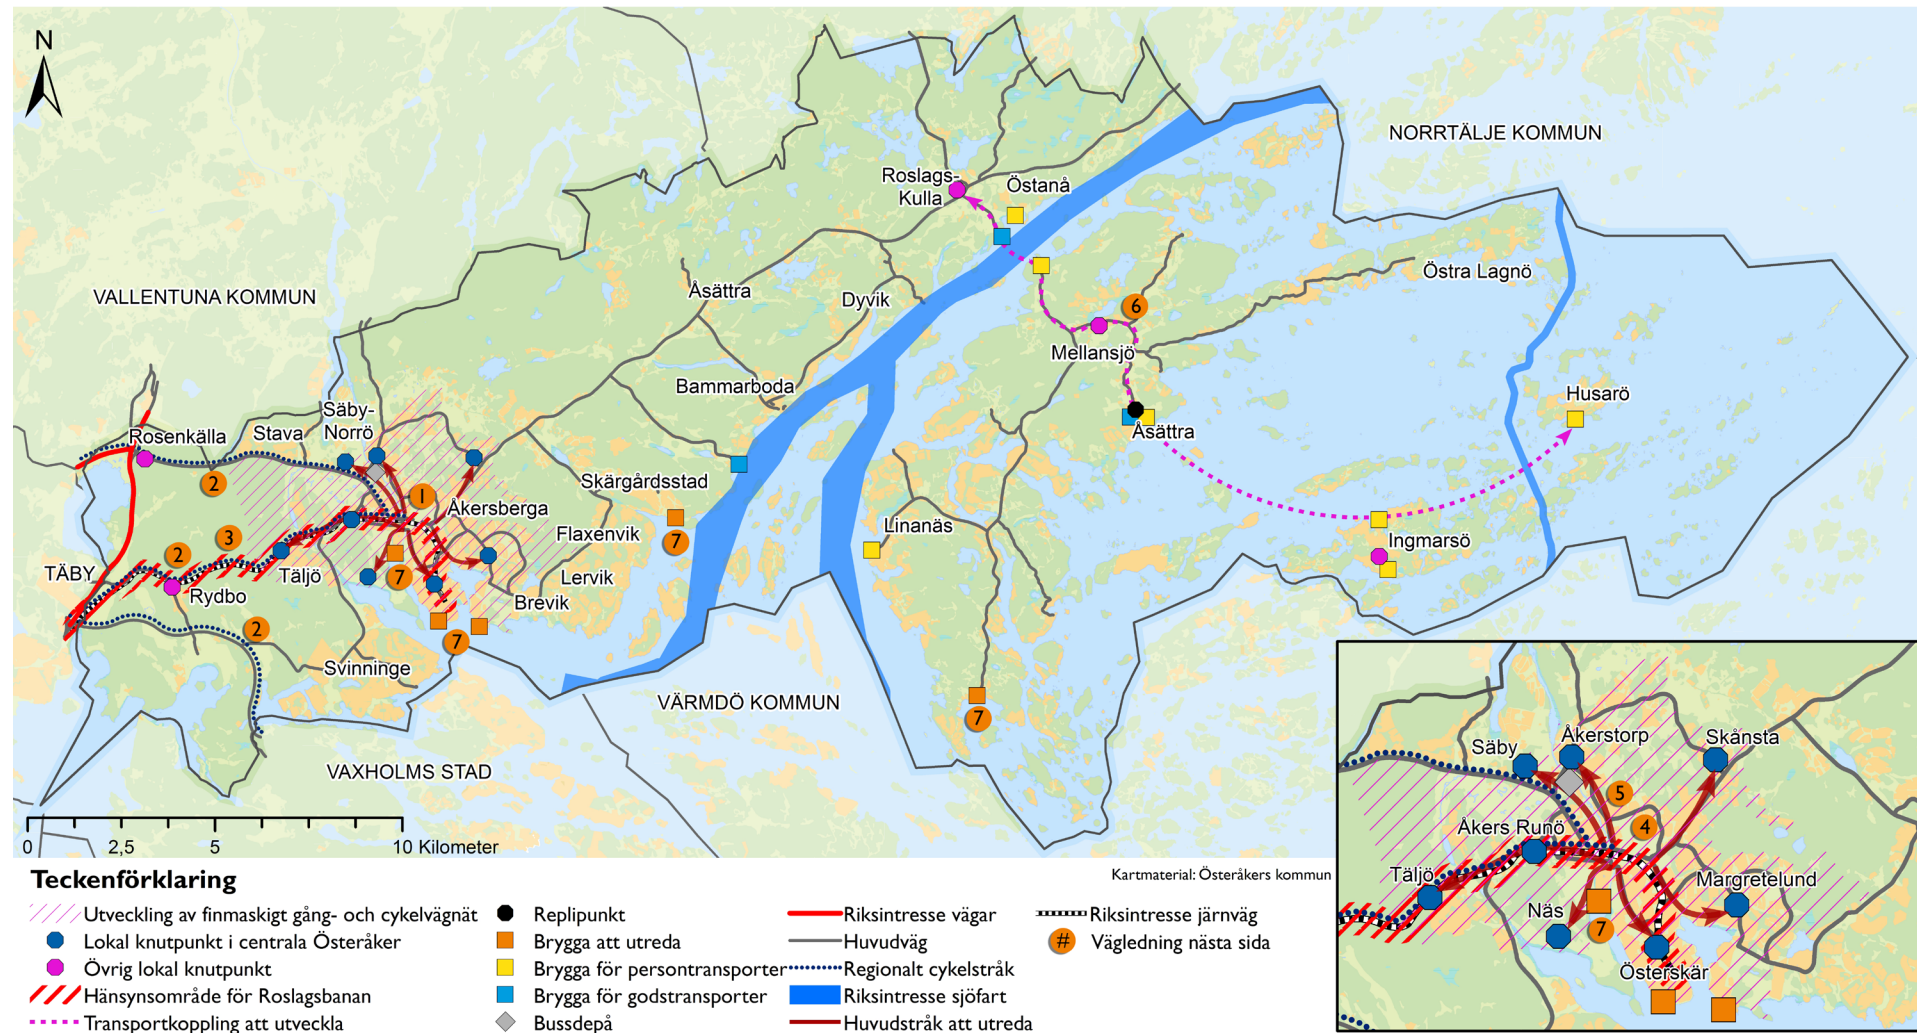 N
NORRTÄLJE KOMMUN
Roslags-
Kulla
Östanå
VALLENTUNA KOMMUN
Åsättra
Dyvik
6
Östra Lagnö
Mellansjö
Bammarboda
Husarö
Säby-
Norrö
Stava
Rosenkälla
Åsättra
2
1
Skärgårdsstad
Åkersberga
Linanäs
3
2
Flaxenvik
7
Ingmarsö
TÄBY
Täljö
7
Lervik
Rydbo
Brevik
2
7
Svinninge
VÄRMDÖ KOMMUN
7
VAXHOLMS STAD
0
2,5
5
10 Kilometer
Säby
Åkerstorp
Skånsta
5
Åkers Runö
4
Täljö
Margretelund
Näs
7
Österskär
Kartmaterial: Österåkers kommun
Teckenförklaring
Utveckling av finmaskigt gång- och cykelvägnät
Lokal knutpunkt i centrala Österåker
Övrig lokal knutpunkt
Hänsynsområde för Roslagsbanan
Transportkoppling att utveckla
Replipunkt
Brygga att utreda
Brygga för persontransporter
Brygga för godstransporter
Bussdepå
Riksintresse vägar
Huvudväg
Regionalt cykelstråk
Riksintresse sjöfart
Huvudstråk att utreda
Riksintresse järnväg
# Vägledning nästa sida